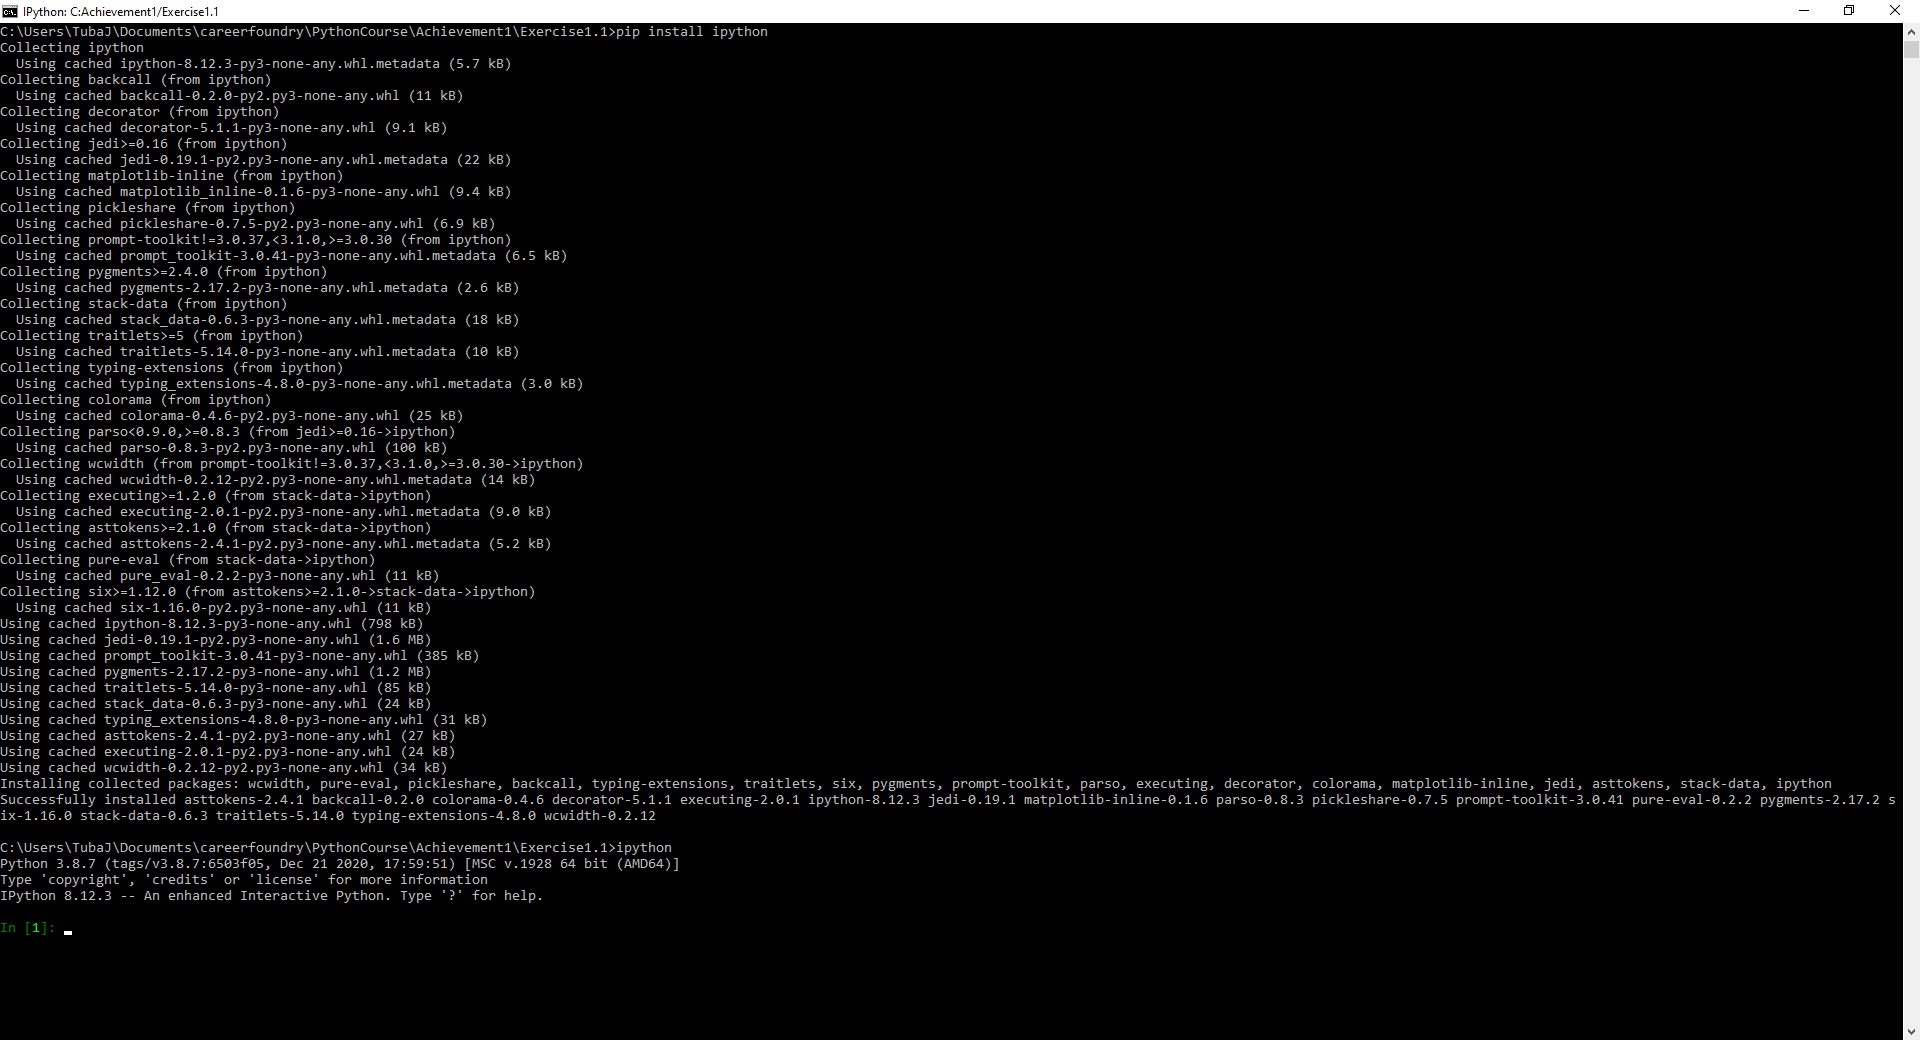 IPython: C:Achievement1/Exercise1.1
C:\Users\TubaJ\Documents\careerfoundry\PythonCourse\Achievement1\Exercise1.1>pip install ipython
Collecting ipython
  Using cached ipython-8.12.3-py3-none-any.whl.metadata (5.7 kB)
Collecting backcall (from ipython)
  Using cached backcall-0.2.0-py2.py3-none-any.whl (11 kB)
Collecting decorator (from ipython)
  Using cached decorator-5.1.1-py3-none-any.whl (9.1 kB)
Collecting jedi>=0.16 (from ipython)
  Using cached jedi-0.19.1-py2.py3-none-any.whl.metadata (22 kB)
Collecting matplotlib-inline (from ipython)
  Using cached matplotlib_inline-0.1.6-py3-none-any.whl (9.4 kB)
Collecting pickleshare (from ipython)
  Using cached pickleshare-0.7.5-py2.py3-none-any.whl (6.9 kB)
Collecting prompt-toolkit!=3.0.37,<3.1.0,>=3.0.30 (from ipython)
  Using cached prompt_toolkit-3.0.41-py3-none-any.whl.metadata (6.5 kB)
Collecting pygments>=2.4.0 (from ipython)
  Using cached pygments-2.17.2-py3-none-any.whl.metadata (2.6 kB)
Collecting stack-data (from ipython)
  Using cached stack_data-0.6.3-py3-none-any.whl.metadata (18 kB)
Collecting traitlets>=5 (from ipython)
  Using cached traitlets-5.14.0-py3-none-any.whl.metadata (10 kB)
Collecting typing-extensions (from ipython)
  Using cached typing_extensions-4.8.0-py3-none-any.whl.metadata (3.0 kB)
Collecting colorama (from ipython)
  Using cached colorama-0.4.6-py2.py3-none-any.whl (25 kB)
Collecting parso<0.9.0,>=0.8.3 (from jedi>=0.16->ipython)
  Using cached parso-0.8.3-py2.py3-none-any.whl (100 kB)
Collecting wcwidth (from prompt-toolkit!=3.0.37,<3.1.0,>=3.0.30->ipython)
  Using cached wcwidth-0.2.12-py2.py3-none-any.whl.metadata (14 kB)
Collecting executing>=1.2.0 (from stack-data->ipython)
  Using cached executing-2.0.1-py2.py3-none-any.whl.metadata (9.0 kB)
Collecting asttokens>=2.1.0 (from stack-data->ipython)
  Using cached asttokens-2.4.1-py2.py3-none-any.whl.metadata (5.2 kB)
Collecting pure-eval (from stack-data->ipython)
  Using cached pure_eval-0.2.2-py3-none-any.whl (11 kB)
Collecting six>=1.12.0 (from asttokens>=2.1.0->stack-data->ipython)
  Using cached six-1.16.0-py2.py3-none-any.whl (11 kB)
Using cached ipython-8.12.3-py3-none-any.whl (798 kB)
Using cached jedi-0.19.1-py2.py3-none-any.whl (1.6 MB)
Using cached prompt_toolkit-3.0.41-py3-none-any.whl (385 kB)
Using cached pygments-2.17.2-py3-none-any.whl (1.2 MB)
Using cached traitlets-5.14.0-py3-none-any.whl (85 kB)
Using cached stack_data-0.6.3-py3-none-any.whl (24 kB)
Using cached typing_extensions-4.8.0-py3-none-any.whl (31 kB)
Using cached asttokens-2.4.1-py2.py3-none-any.whl (27 kB)
Using cached executing-2.0.1-py2.py3-none-any.whl (24 kB)
Using cached wcwidth-0.2.12-py2.py3-none-any.whl (34 kB)
Installing collected packages: wcwidth, pure-eval, pickleshare, backcall, typing-extensions, traitlets, six, pygments, prompt-toolkit, parso, executing, decorator, colorama, matplotlib-inline, jedi, asttokens, stack-data, ipython
Successfully installed asttokens-2.4.1 backcall-0.2.0 colorama-0.4.6 decorator-5.1.1 executing-2.0.1 ipython-8.12.3 jedi-0.19.1 matplotlib-inline-0.1.6 parso-0.8.3 pickleshare-0.7.5 prompt-toolkit-3.0.41 pure-eval-0.2.2 pygments-2.17.2 s
ix-1.16.0 stack-data-0.6.3 traitlets-5.14.0 typing-extensions-4.8.0 wcwidth-0.2.12
C:\Users\TubaJ\Documents\careerfoundry\PythonCourse\Achievement1\Exercise1.1>ipython
Python 3.8.7 (tags/v3.8.7:6503f05, Dec 21 2020, 17:59:51) [MSC v.1928 64 bit (AMD64)]
Type 'copyright', 'credits' or 'license' for more information
IPython 8.12.3 -- An enhanced Interactive Python. Type '?' for help.
In [1]: